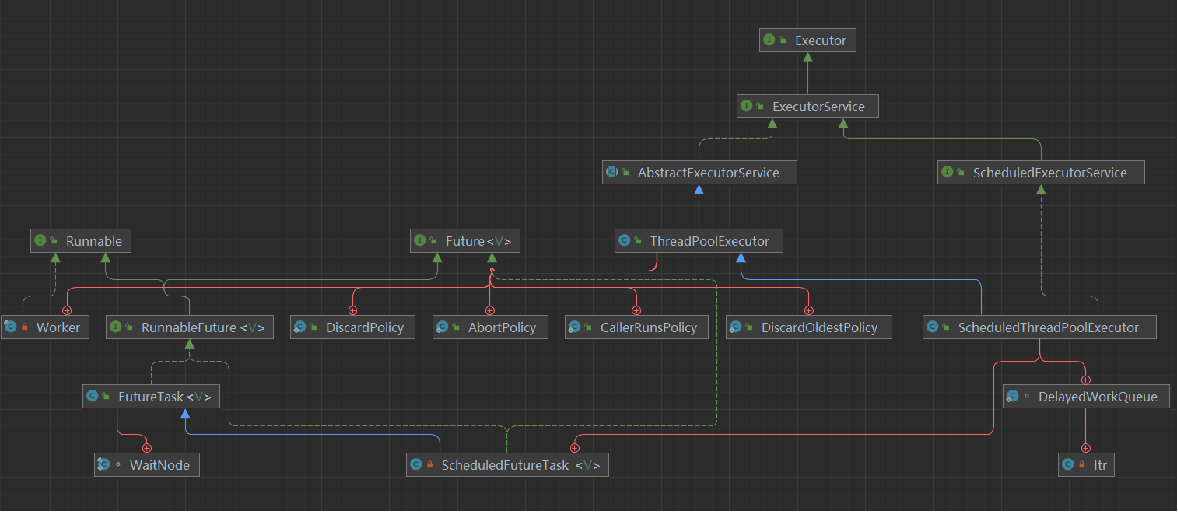 Executor
ExecutorService
AbstractExecutorService
ScheduledExecutorService
Runnable
Future <V>
ThreadPoolExecutor
Worker
RunnableFuture <V>
DiscardPolicy
AbortPolicy
CallerRunsPolicy
DiscardOldestPolicy
ScheduledThreadPoolExecutor
FutureTask <V>
DelayedWorkQueue
WaitNode
ScheduledFutureTask <V>
Itr